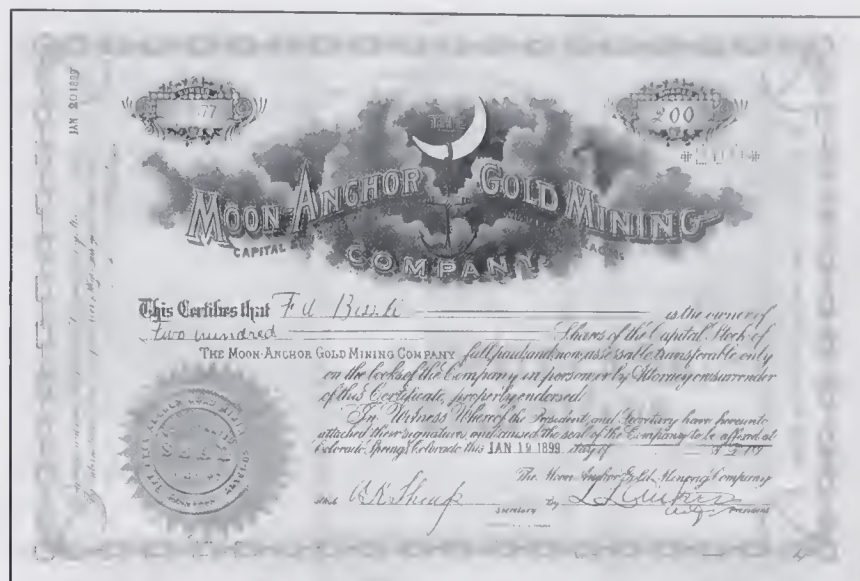 JAN 20 1899
77
200
THE
MOON-ANCHOR GOLD MINING
CAPITAL
COMPANY.
This Certifies that F U is the owner of
two hundred Shares of the Capital Stock of
THE MOON-ANCHOR GOLD MINING COMPANY full paid and non-assessable transferable only
on the books of the Company in person or by Attorney on surrender
of this Certificate, properly endorsed.
In Witness Whereof the President and Secretary have hereunto
attached their signatures and caused the seal of the Company to be affixed at
Colorado Springs, Colorado this JAN 19 1899 day of 189
The Moon Anchor Gold Mining Company
SEAL
Secretary By President